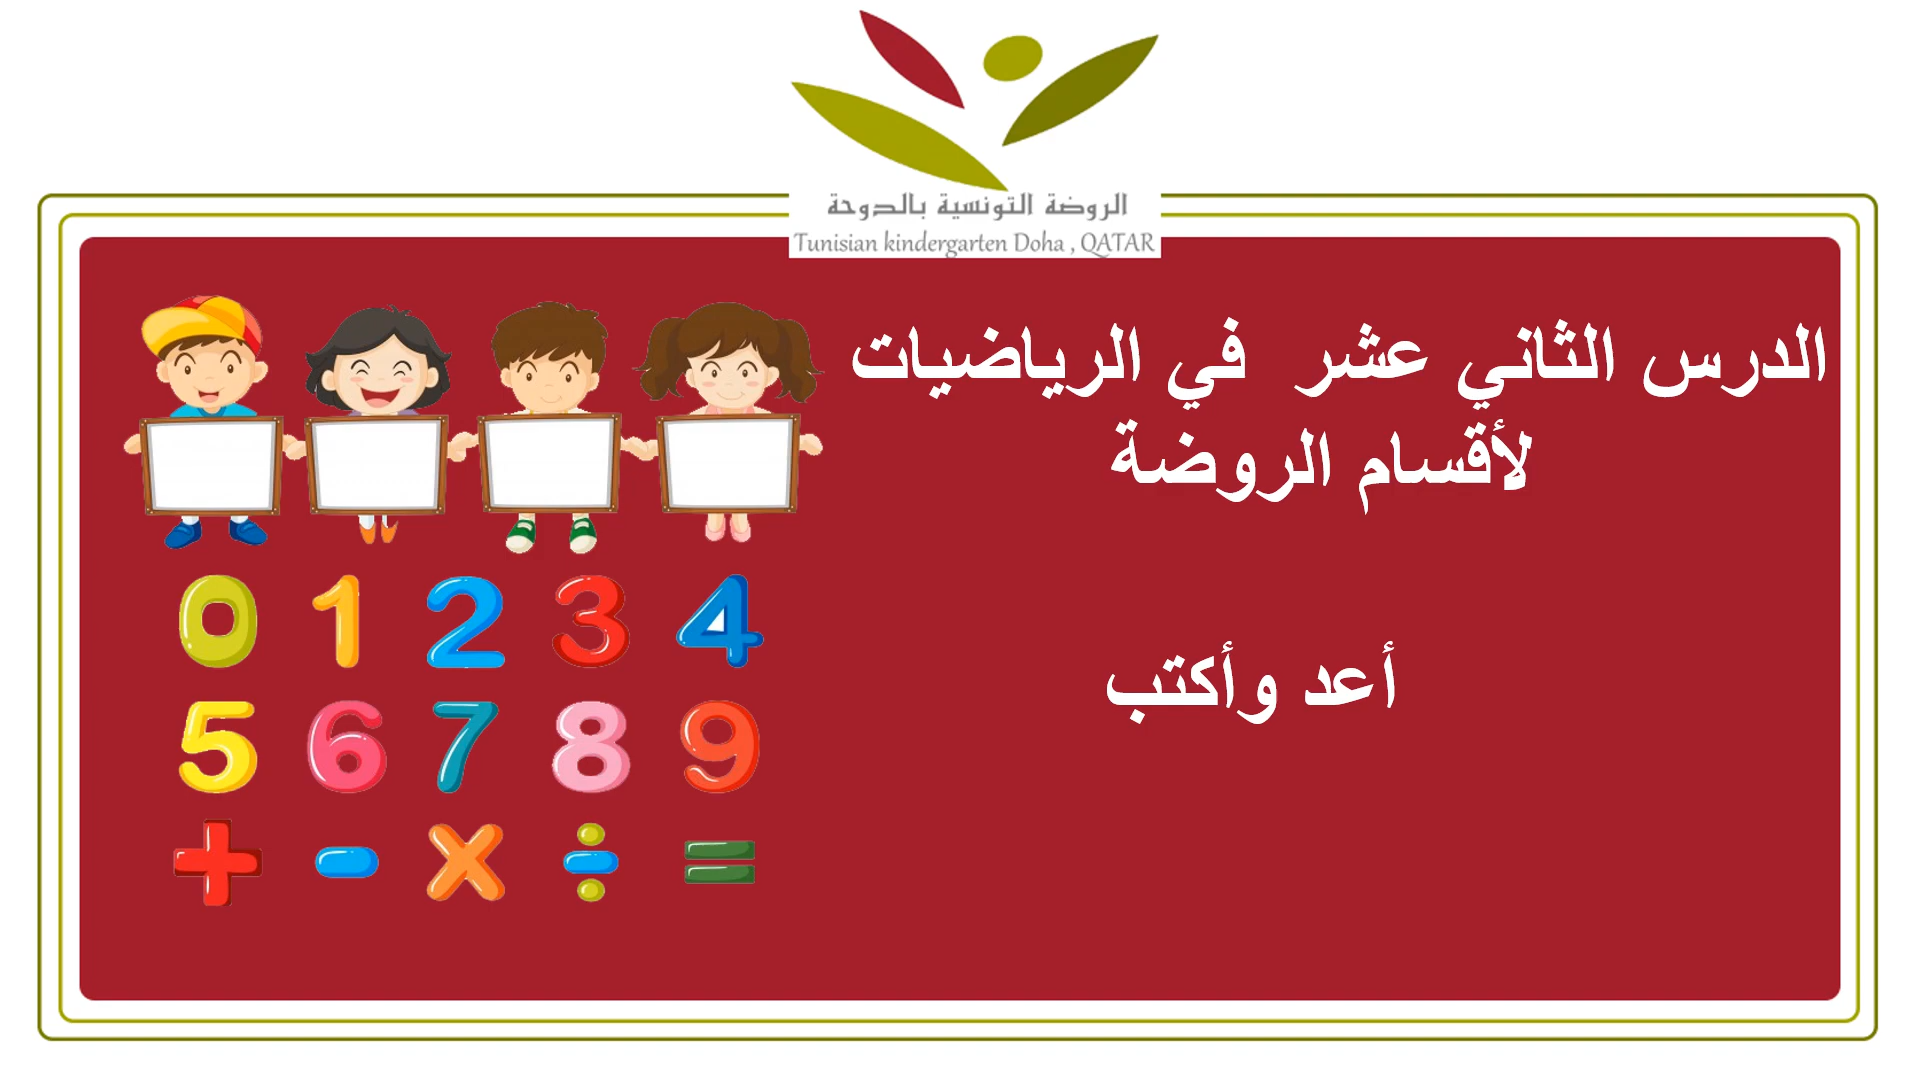 الروضة التونسية بالدوحة
Tunisian kindergarten Doha , QATAR
الدرس الثاني عشر في الرياضيات
لأقسام الروضة
أعد وأكتب
0 1 2 3 4
5 6 7 8 9
+ - × ÷ =